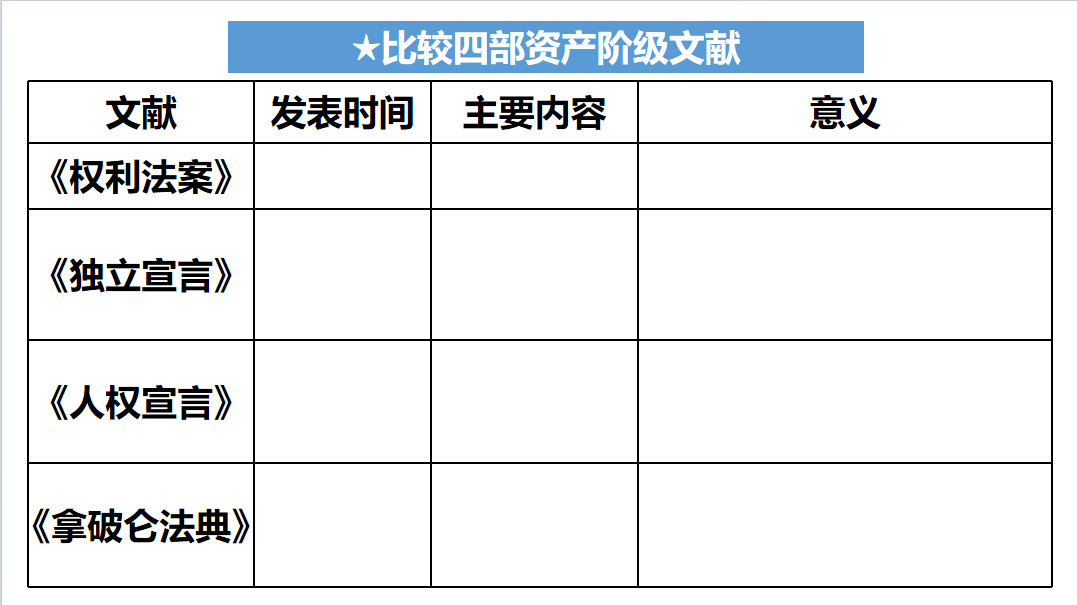 ★比较四部资产阶级文献
文献 发表时间 主要内容 意义
《权利法案》
《独立宣言》
《人权宣言》
《拿破仑法典》